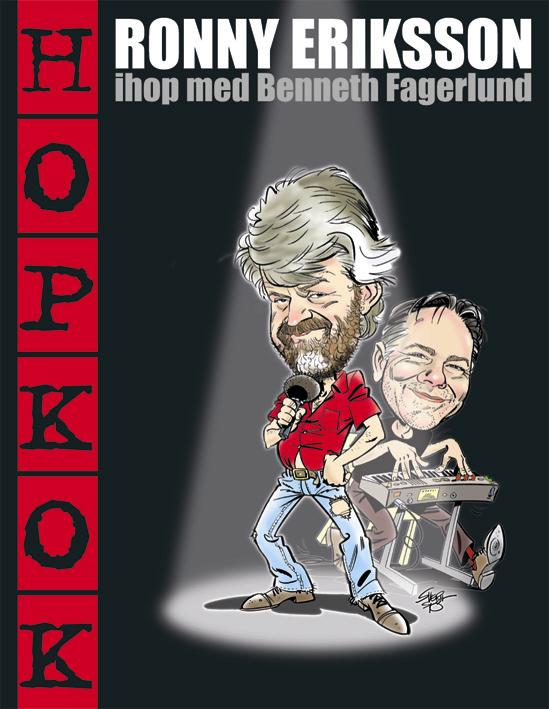 RONNY ERIKSSON
ihop med Benneth Fagerlund
HOPKOK